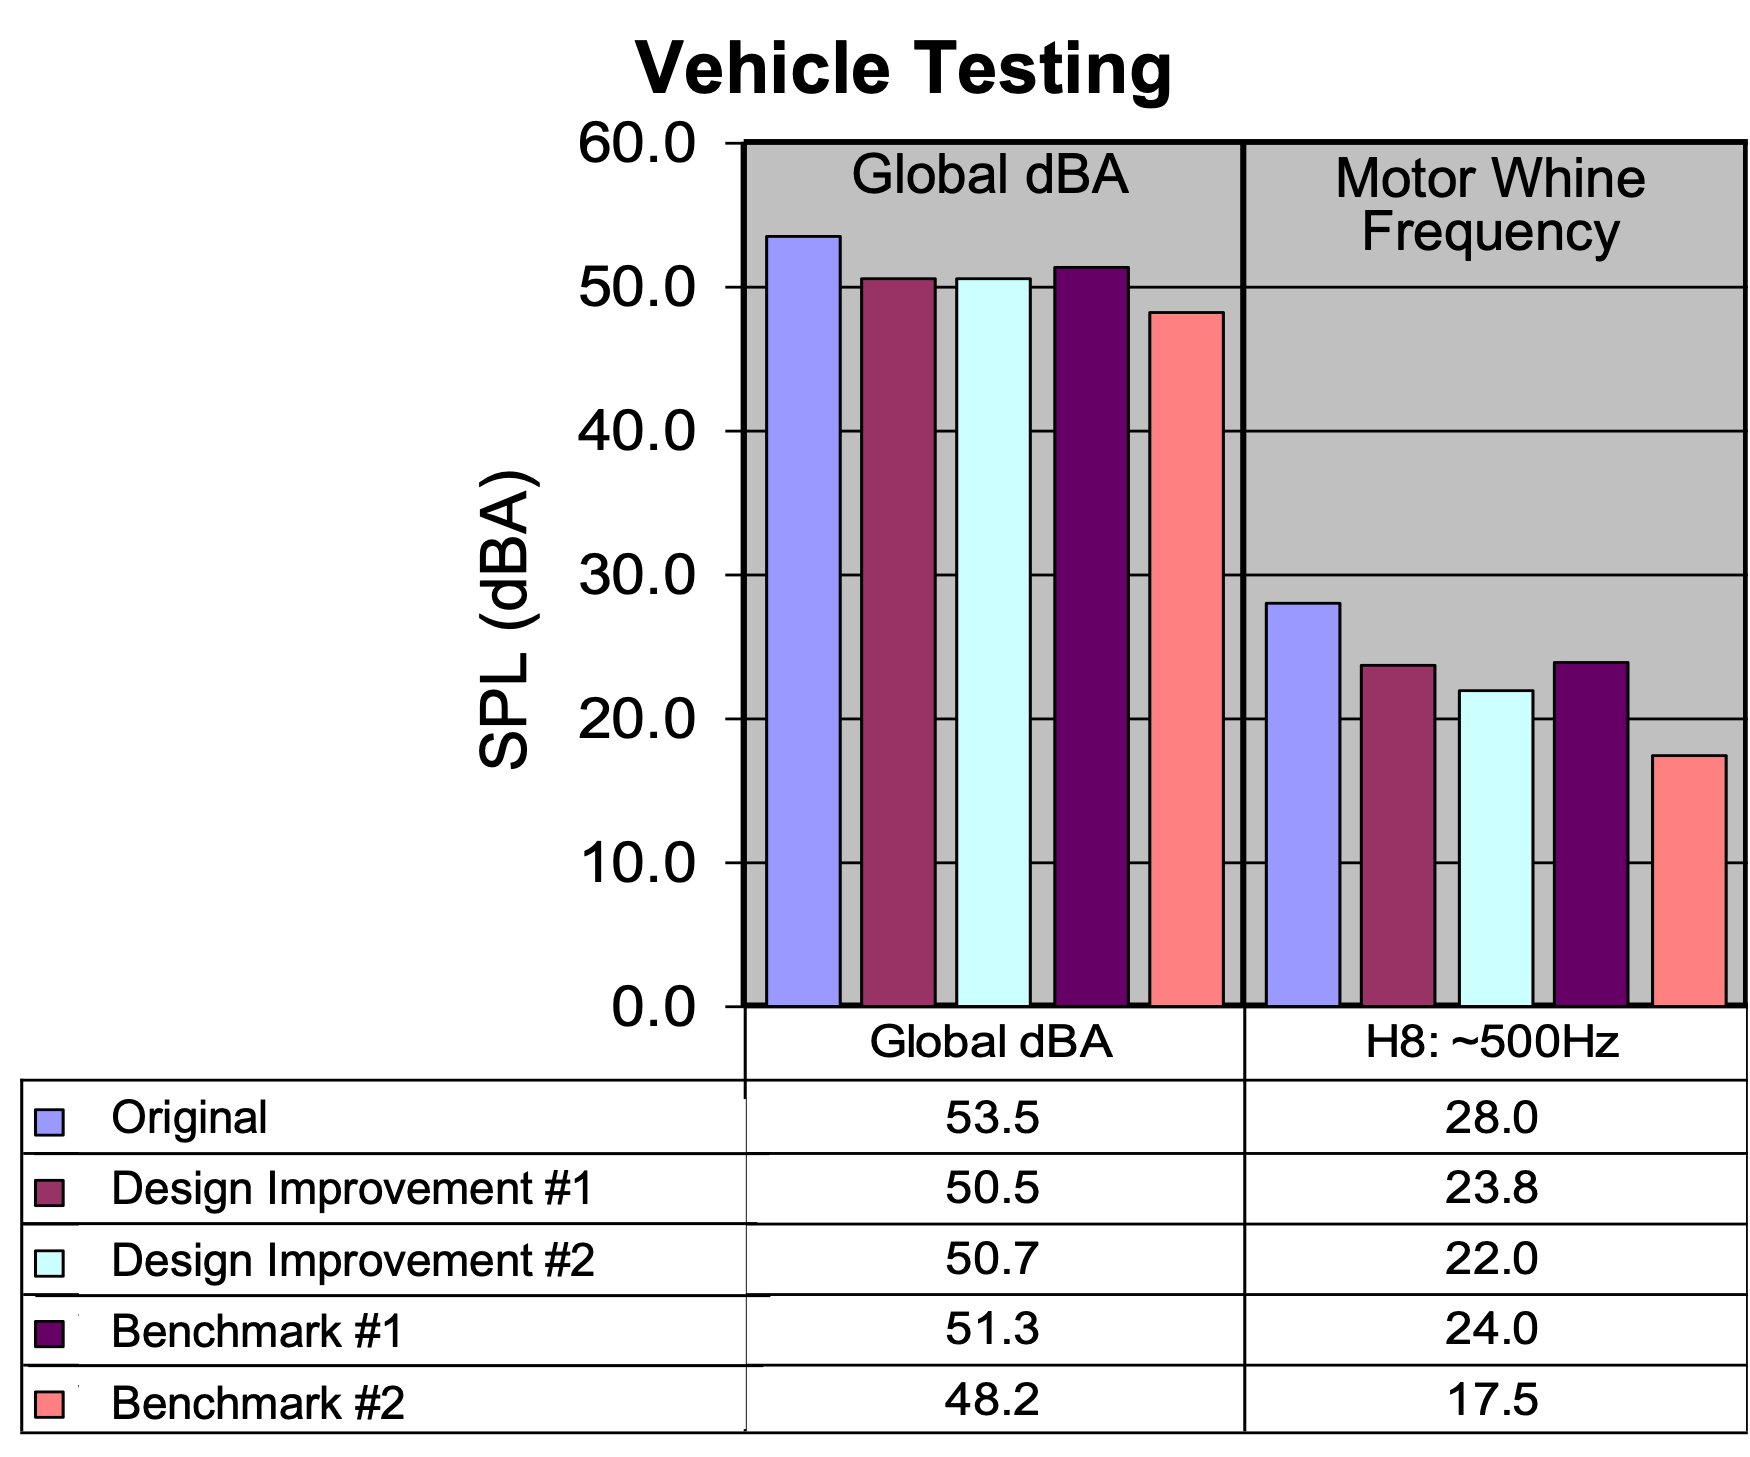 Vehicle Testing
60.0
50.0
40.0
30.0
20.0
10.0
0.0
SPL (dBA)
Global dBA
Motor Whine
Frequency
Global dBA H8: ~500Hz
Original 53.5 28.0
Design Improvement #1 50.5 23.8
Design Improvement #2 50.7 22.0
Benchmark #1 51.3 24.0
Benchmark #2 48.2 17.5